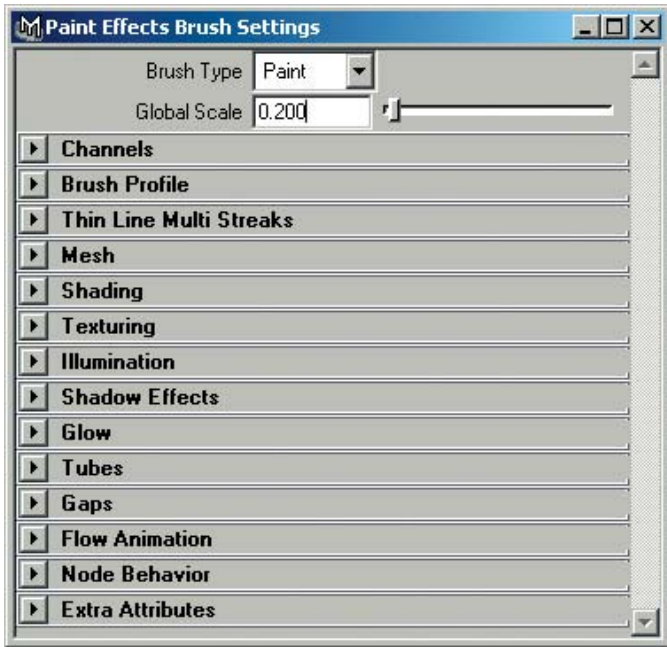 Paint Effects Brush Settings
Brush Type Paint
Global Scale 0.200
Channels
Brush Profile
Thin Line Multi Streaks
Mesh
Shading
Texturing
Illumination
Shadow Effects
Glow
Tubes
Gaps
Flow Animation
Node Behavior
Extra Attributes